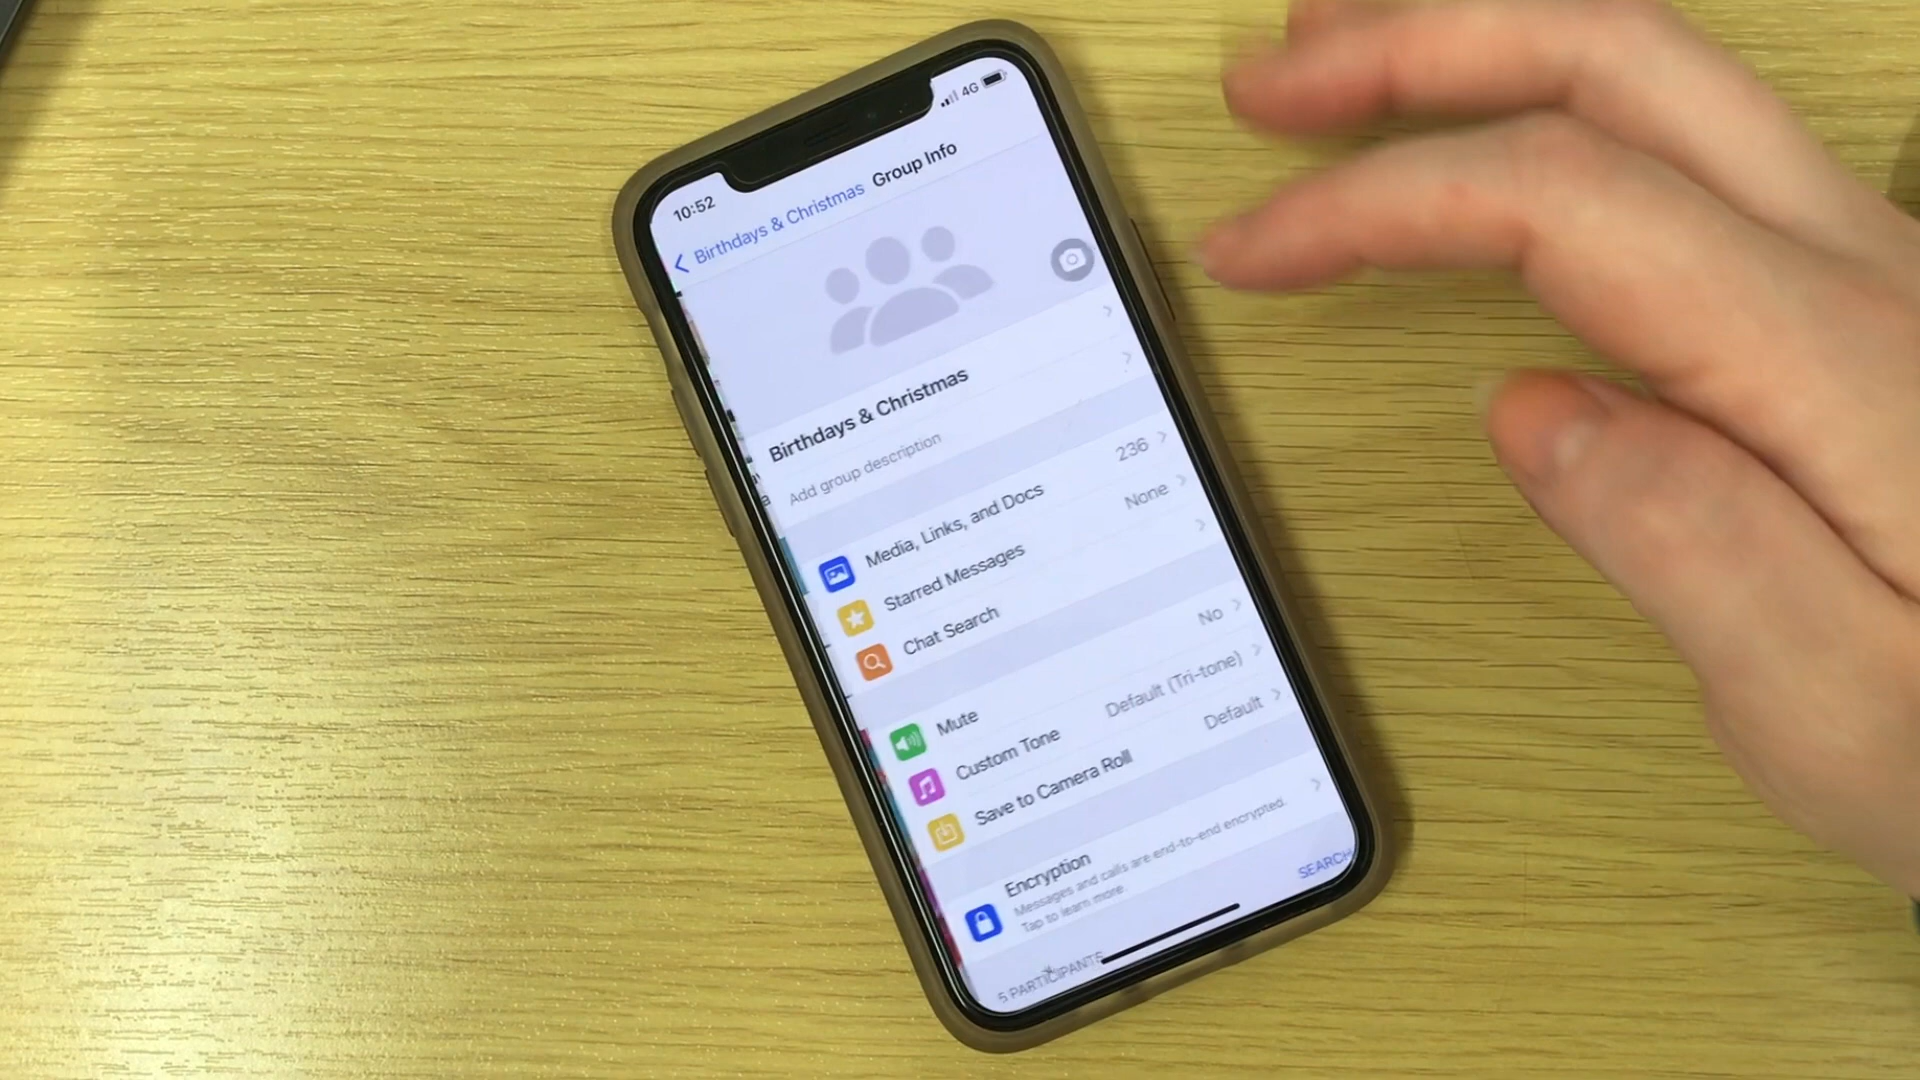 10:52
4G
Birthdays & Christmas Group Info
Birthdays & Christmas
Add group description
Media, Links, and Docs 236
Starred Messages None
Chat Search
Mute No
Custom Tone Default (Tri-tone)
Save to Camera Roll Default
Encryption
Messages and calls are end-to-end encrypted.
Tap to learn more.
5 PARTICIPANTS SEARCH